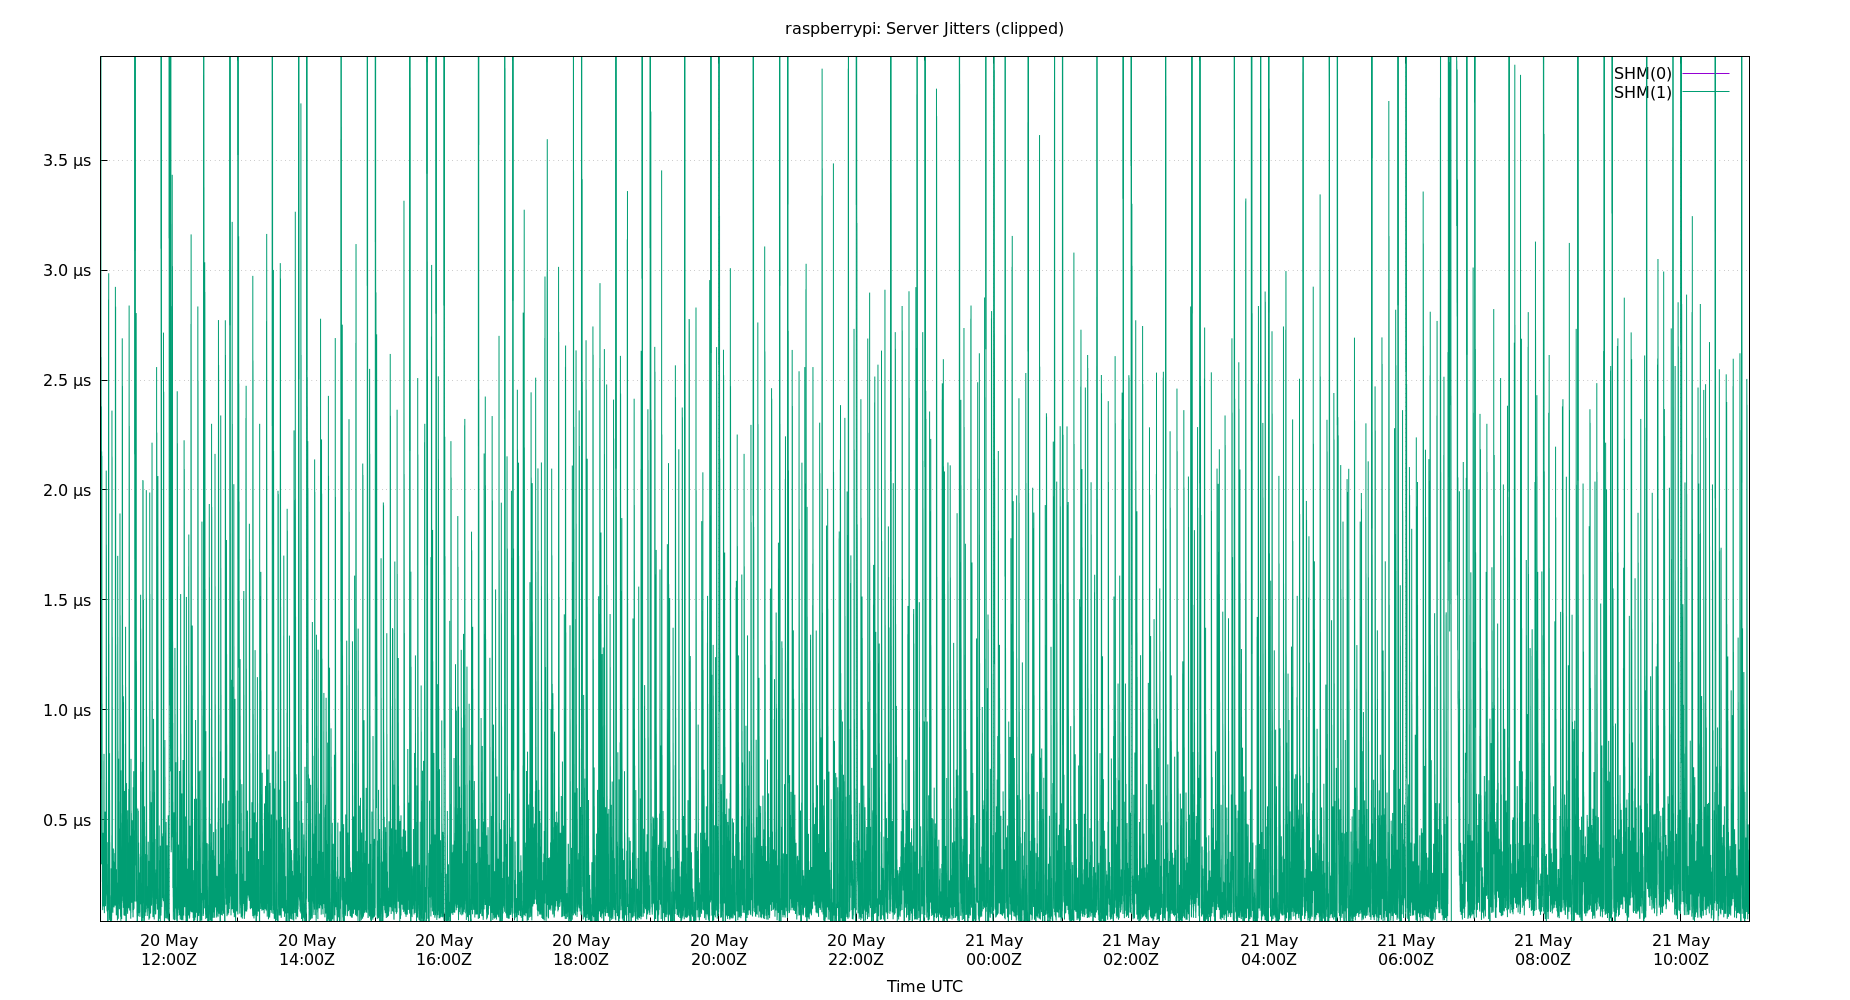 raspberrypi: Server Jitters (clipped)
SHM(0)
SHM(1)
3.5 µs
3.0 µs
2.5 µs
2.0 µs
1.5 µs
1.0 µs
0.5 µs
20 May 20 May 20 May 20 May 20 May 20 May 21 May 21 May 21 May 21 May 21 May 21 May
12:00Z 14:00Z 16:00Z 18:00Z 20:00Z 22:00Z 00:00Z 02:00Z 04:00Z 06:00Z 08:00Z 10:00Z
Time UTC